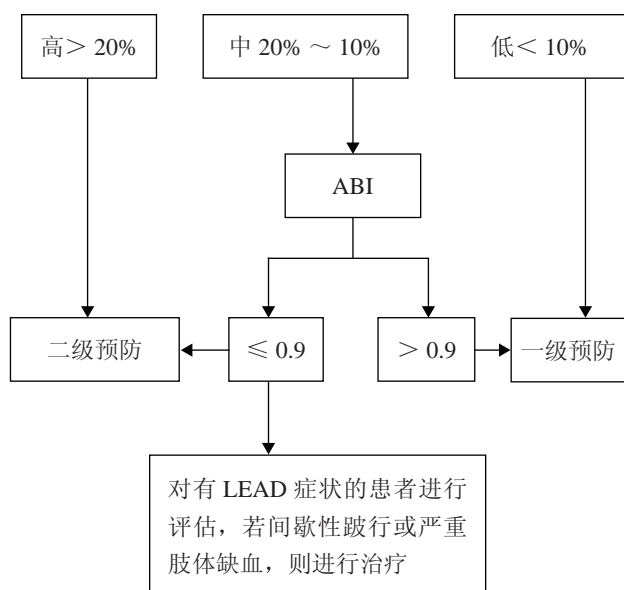 高＞20%
中 20% ～ 10%
低＜10%
ABI
二级预防
≤ 0.9
＞ 0.9
一级预防
对有 LEAD 症状的患者进行
评估，若间歇性跛行或严重
肢体缺血，则进行治疗